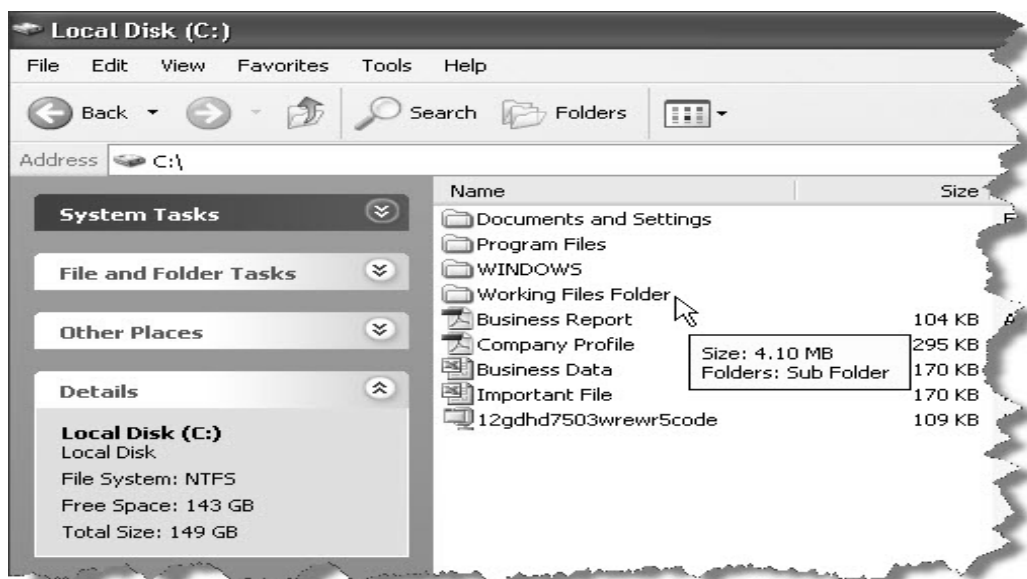 Local Disk (C:)
File Edit View Favorites Tools Help
Back Search Folders
Address C:\
System Tasks
File and Folder Tasks
Other Places
Details
Local Disk (C:)
Local Disk
File System: NTFS
Free Space: 143 GB
Total Size: 149 GB
Name Size
Documents and Settings
Program Files
WINDOWS
Working Files Folder
Business Report 104 KB
Company Profile 295 KB
Business Data 170 KB
Important File 170 KB
12gdhd7503wrewr5code 109 KB
Size: 4.10 MB
Folders: Sub Folder